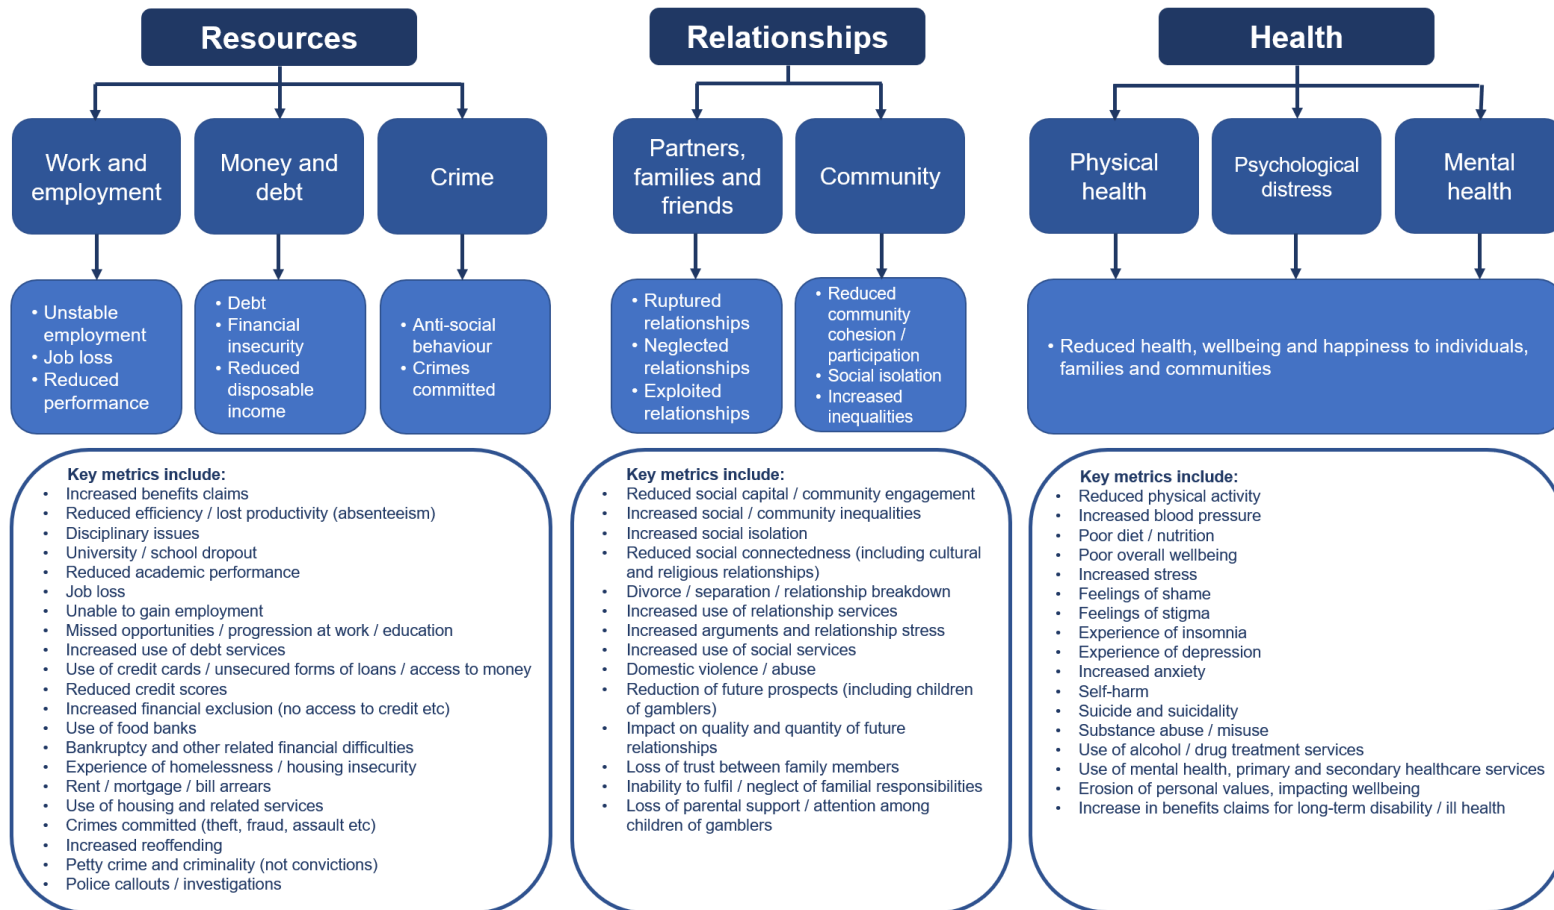 Resources
Relationships
Health
Work and
employment
Money and
debt
Crime
Partners,
families and
friends
Community
Physical
health
Psychological
distress
Mental
health
• Unstable
employment
• Job loss
• Reduced
performance
• Debt
• Financial
insecurity
• Reduced
disposable
income
• Anti-social
behaviour
• Crimes
committed
• Ruptured
relationships
• Neglected
relationships
• Exploited
relationships
• Reduced
community
cohesion /
participation
• Social isolation
• Increased
inequalities
• Reduced health, wellbeing and happiness to individuals,
families and communities
Key metrics include:
• Increased benefits claims
• Reduced efficiency / lost productivity (absenteeism)
• Disciplinary issues
• University / school dropout
• Reduced academic performance
• Job loss
• Unable to gain employment
• Missed opportunities / progression at work / education
• Increased use of debt services
• Use of credit cards / unsecured forms of loans / access to money
• Reduced credit scores
• Increased financial exclusion (no access to credit etc)
• Use of food banks
• Bankruptcy and other related financial difficulties
• Experience of homelessness / housing insecurity
• Rent / mortgage / bill arrears
• Use of housing and related services
• Crimes committed (theft, fraud, assault etc)
• Increased reoffending
• Petty crime and criminality (not convictions)
• Police callouts / investigations
Key metrics include:
• Reduced social capital / community engagement
• Increased social / community inequalities
• Increased social isolation
• Reduced social connectedness (including cultural
and religious relationships)
• Divorce / separation / relationship breakdown
• Increased use of relationship services
• Increased arguments and relationship stress
• Increased use of social services
• Domestic violence / abuse
• Reduction of future prospects (including children
of gamblers)
• Impact on quality and quantity of future
relationships
• Loss of trust between family members
• Inability to fulfil / neglect of familial responsibilities
• Loss of parental support / attention among
children of gamblers
Key metrics include:
• Reduced physical activity
• Increased blood pressure
• Poor diet / nutrition
• Poor overall wellbeing
• Increased stress
• Feelings of shame
• Feelings of stigma
• Experience of insomnia
• Experience of depression
• Increased anxiety
• Self-harm
• Suicide and suicidality
• Substance abuse / misuse
• Use of alcohol / drug treatment services
• Use of mental health, primary and secondary healthcare services
• Erosion of personal values, impacting wellbeing
• Increase in benefits claims for long-term disability / ill health